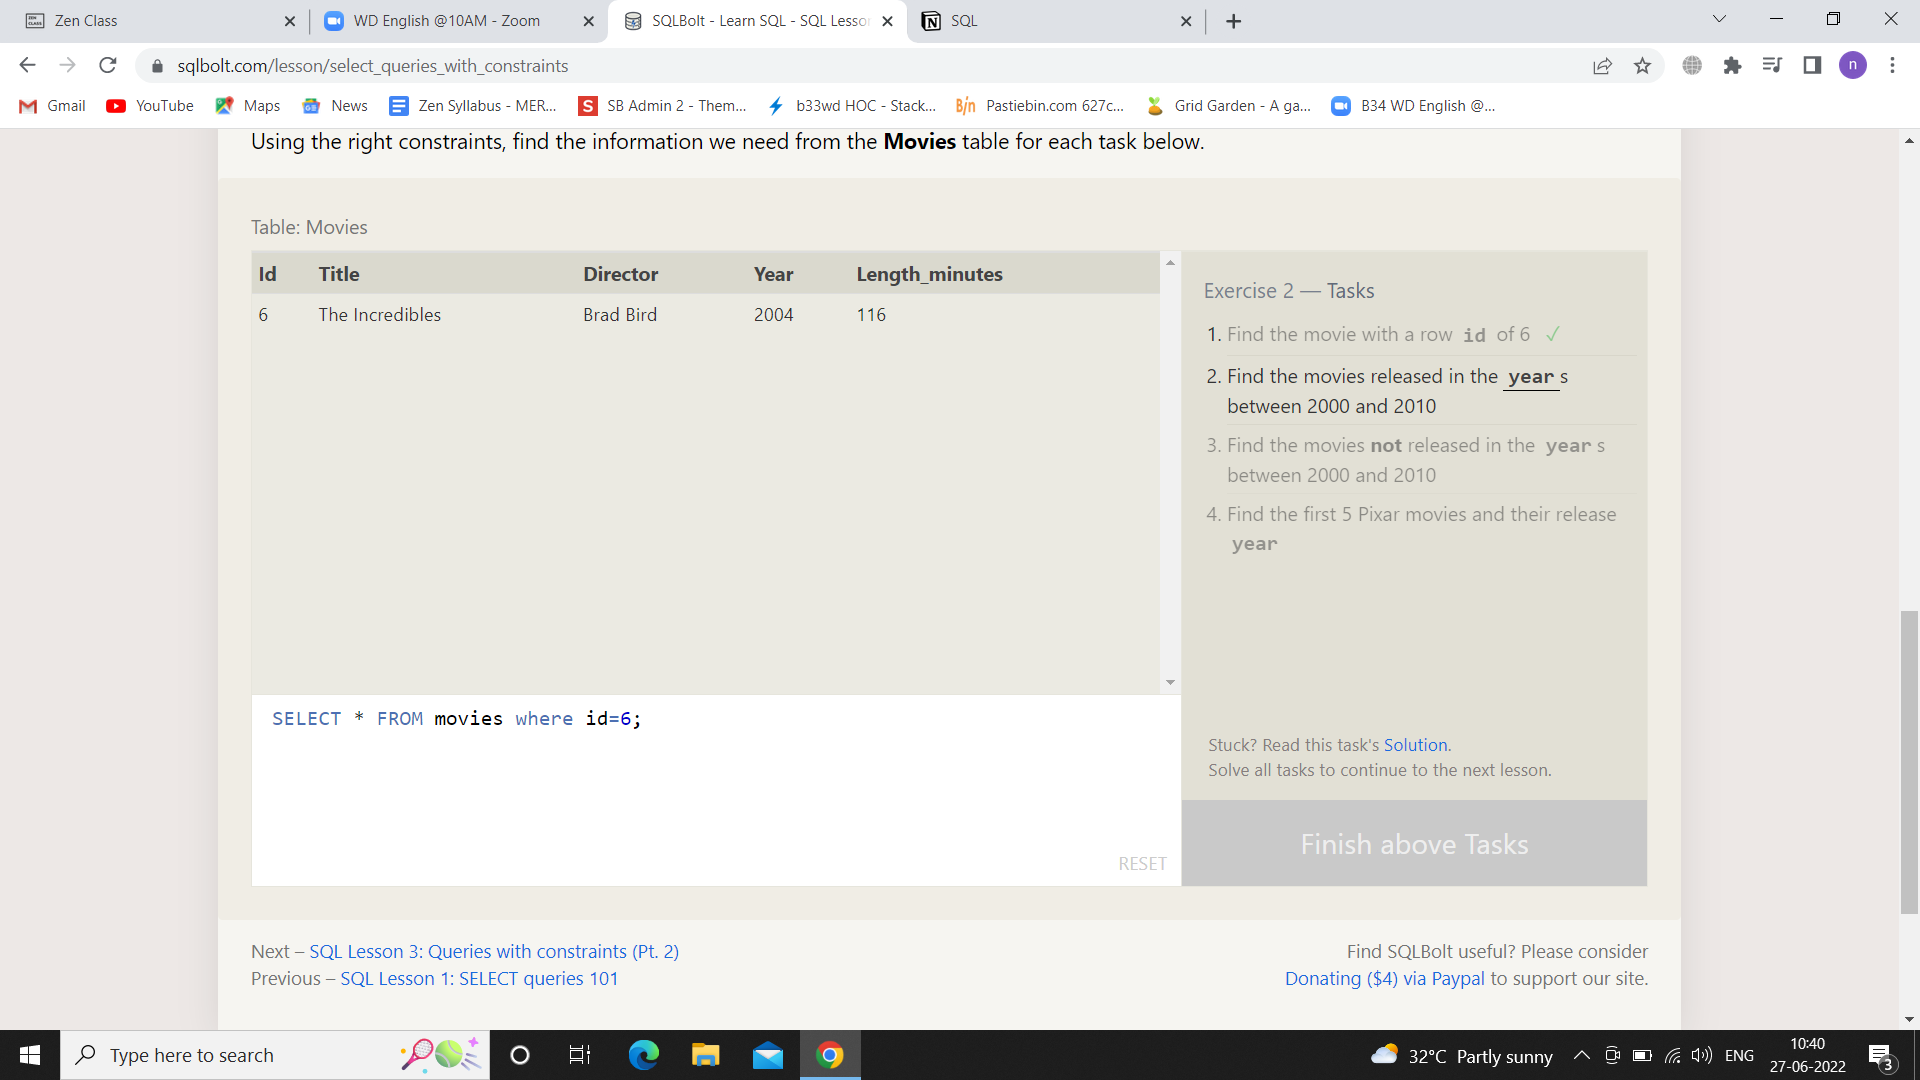 Zen Class
WD English @10AM - Zoom
SQLBolt - Learn SQL - SQL Lesso
SQL
sqlbolt.com/lesson/select_queries_with_constraints
n
Gmail
YouTube
Maps
News
Zen Syllabus - MER...
SB Admin 2 - Them...
b33wd HOC - Stack...
Pastiebin.com 627c...
Grid Garden - A ga...
B34 WD English @...
Using the right constraints, find the information we need from the Movies table for each task below.
Table: Movies
Id Title Director Year Length_minutes
6 The Incredibles Brad Bird 2004 116
Exercise 2 — Tasks
1. Find the movie with a row id of 6 ✓
2. Find the movies released in the year s
between 2000 and 2010
3. Find the movies not released in the year s
between 2000 and 2010
4. Find the first 5 Pixar movies and their release
year
SELECT * FROM movies where id=6;
RESET
Stuck? Read this task's Solution.
Solve all tasks to continue to the next lesson.
Finish above Tasks
Next – SQL Lesson 3: Queries with constraints (Pt. 2)
Previous – SQL Lesson 1: SELECT queries 101
Find SQLBolt useful? Please consider
Donating ($4) via Paypal to support our site.
Type here to search
32°C Partly sunny
ENG
10:40
27-06-2022
3